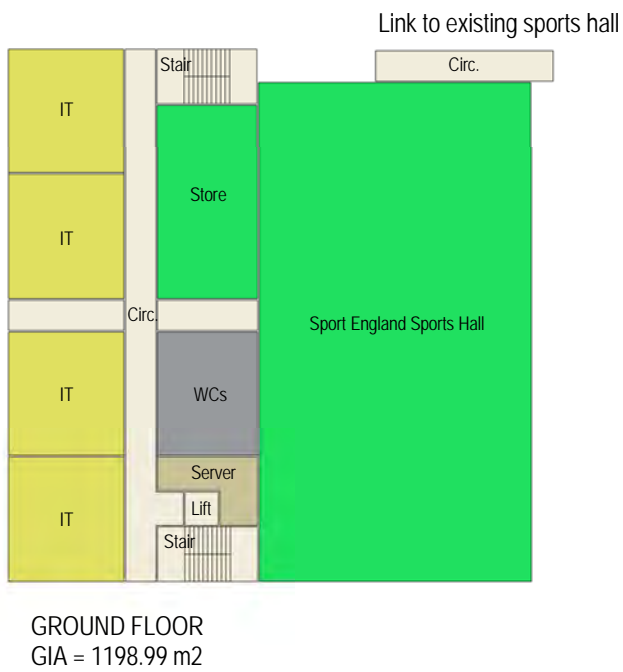 Link to existing sports hall
Stair
Circ.
IT
Store
IT
Circ.
Sport England Sports Hall
IT
WCs
Server
Lift
IT
Stair
GROUND FLOOR
GIA = 1198.99 m2